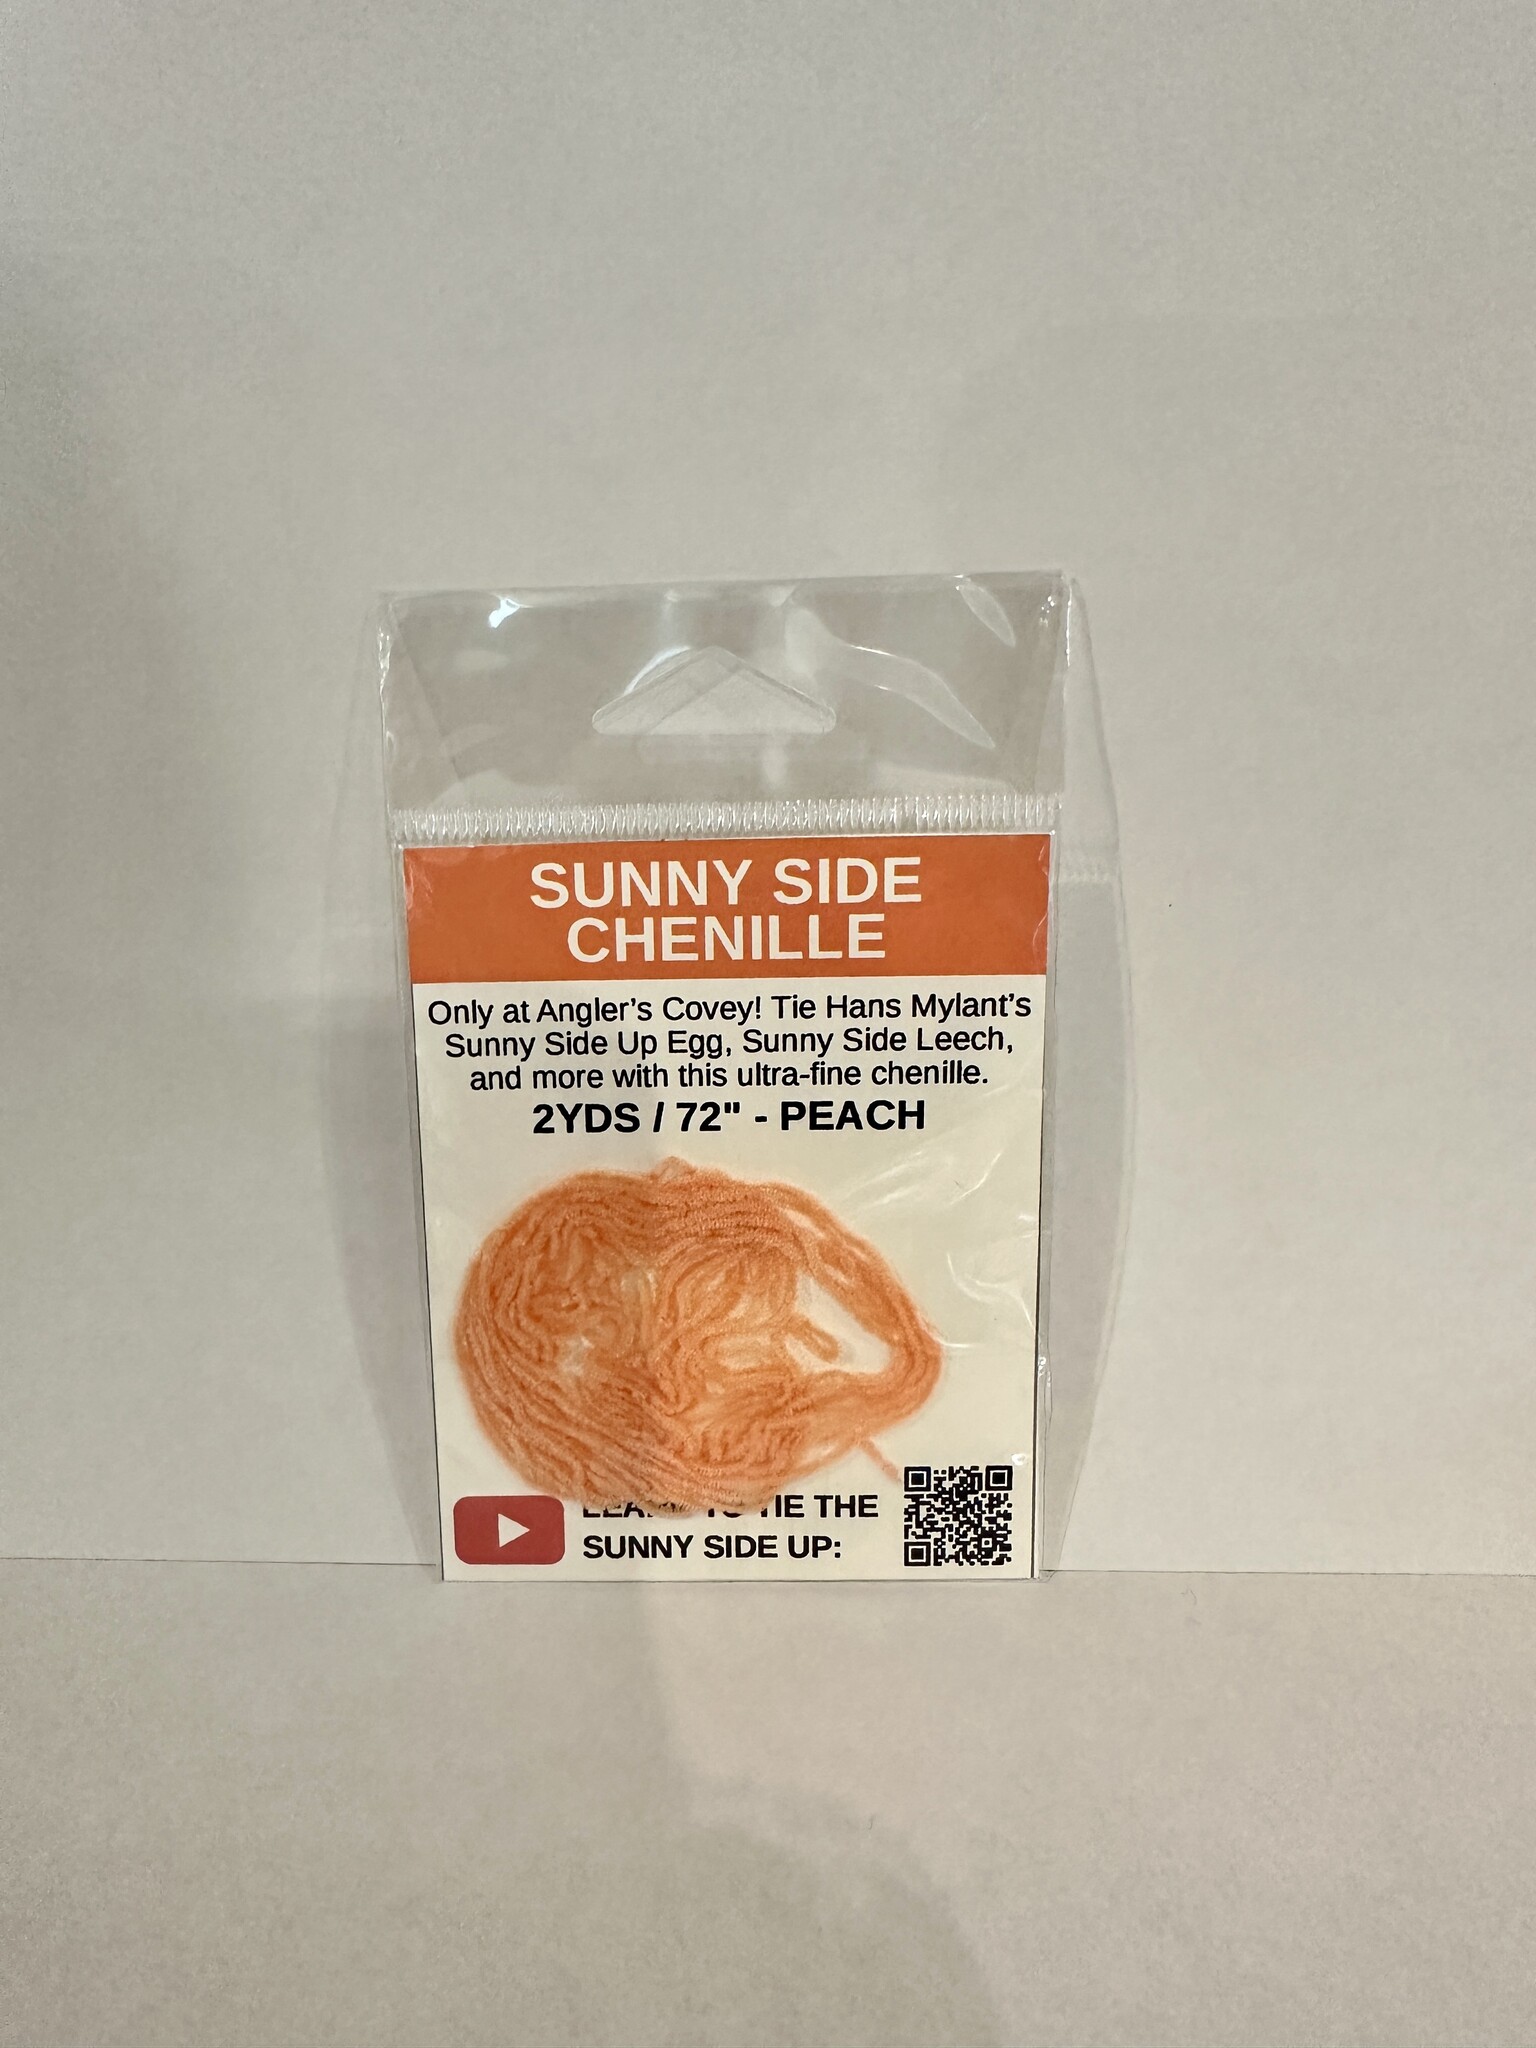 SUNNY SIDE
CHENILLE
Only at Angler's Covey! Tie Hans Mylant's
Sunny Side Up Egg, Sunny Side Leech,
and more with this ultra-fine chenille.
2YDS / 72" - PEACH
TIE THE
SUNNY SIDE UP: